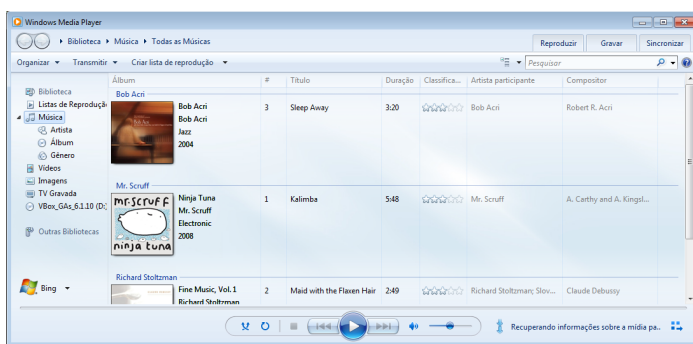 Windows Media Player
Biblioteca Música Todas as Músicas
Reproduzir Gravar Sincronizar
Organizar Transmitir Criar lista de reprodução Pesquisar
Álbum # Título Duração Classifica... Artista participante Compositor
Biblioteca
Listas de Reproduçã
Música
Artista
Álbum
Gênero
Vídeos
Imagens
TV Gravada
VBox_GAs_6.1.10 (D:)
Outras Bibliotecas
Bing
Bob Acri
Bob Acri 3 Sleep Away 3:20 Bob Acri Robert R. Acri
Bob Acri
Jazz
2004
Mr. Scruff
mr.scruff
ninja tuna
Ninja Tuna 1 Kalimba 5:48 Mr. Scruff A. Carthy and A. Kingsl...
Mr. Scruff
Electronic
2008
Richard Stoltzman
Fine Music, Vol. 1 2 Maid with the Flaxen Hair 2:49 Richard Stoltzman; Slov... Claude Debussy
Richard Stoltzman
Recuperando informações sobre a mídia pa..